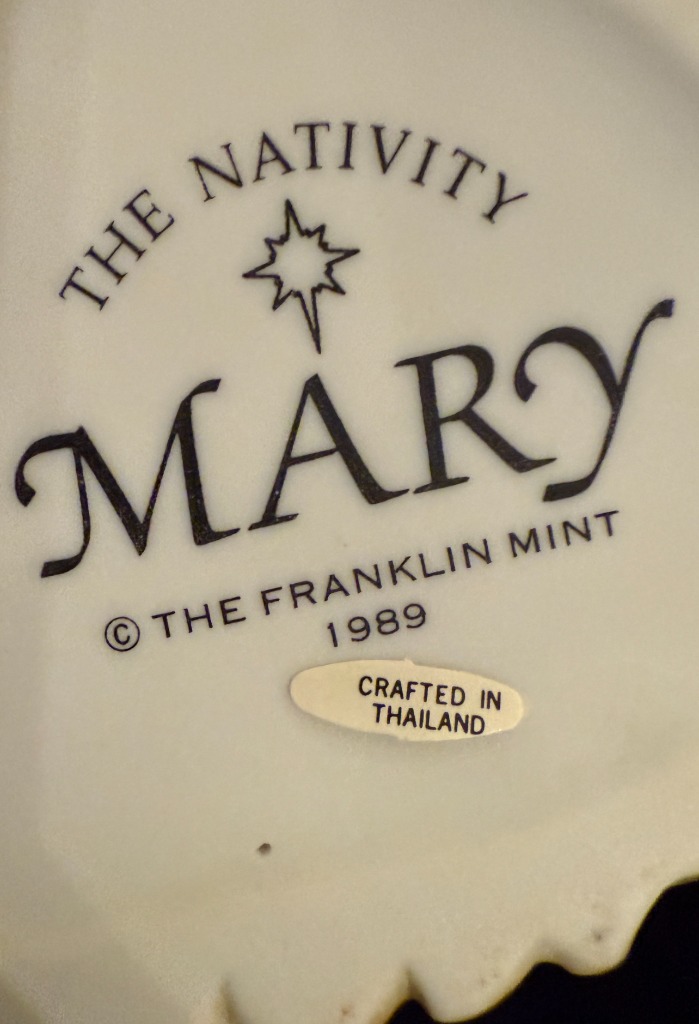 THE NATIVITY
MARY
© THE FRANKLIN MINT
1989
CRAFTED IN
THAILAND